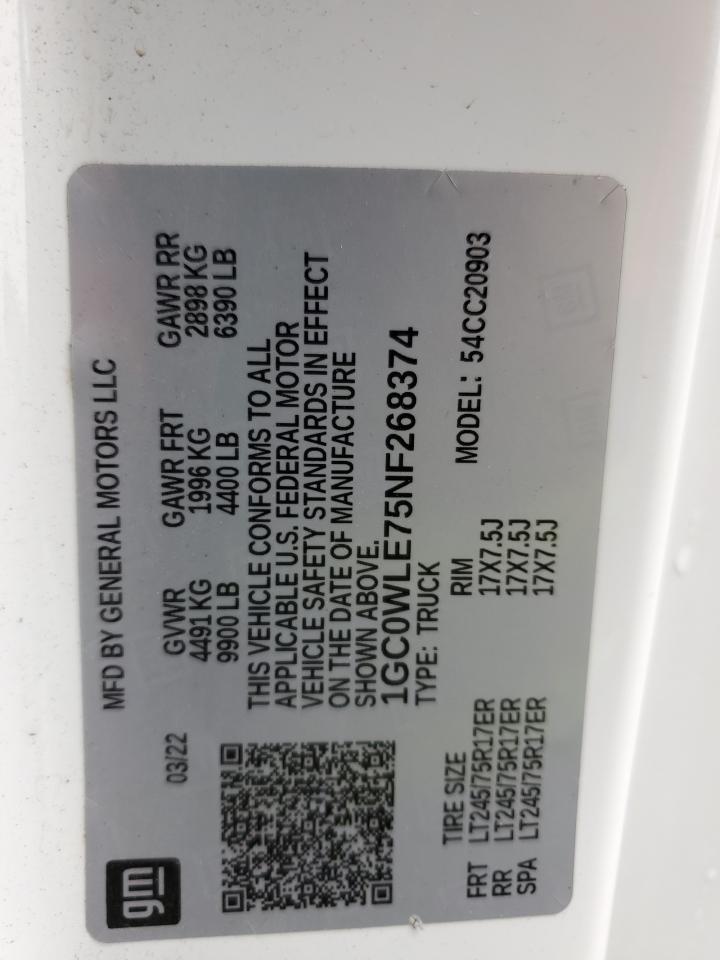 gm
03/22
MFD BY GENERAL MOTORS LLC
GVWR GAWR FRT GAWR RR
4491 KG 1996 KG 2898 KG
9900 LB 4400 LB 6390 LB
THIS VEHICLE CONFORMS TO ALL
APPLICABLE U.S. FEDERAL MOTOR
VEHICLE SAFETY STANDARDS IN EFFECT
ON THE DATE OF MANUFACTURE
SHOWN ABOVE.
1GC0WLE75NF268374
TYPE: TRUCK
MODEL: 54CC20903
TIRE SIZE RIM
FRT LT245/75R17ER 17X7.5J
RR LT245/75R17ER 17X7.5J
SPA LT245/75R17ER 17X7.5J